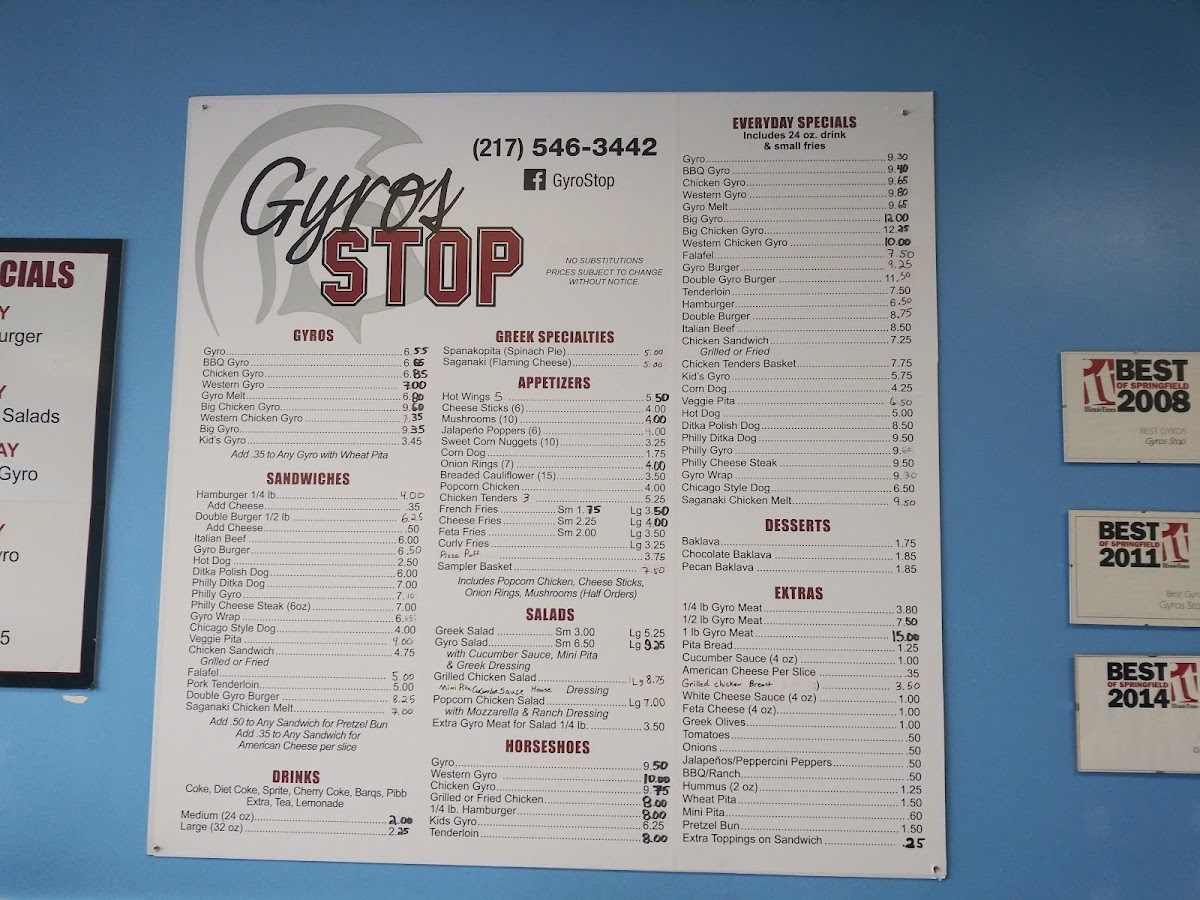 CIALS
Y
urger
Y
Salads
AY
Gyro
Y
yro
5
Gyros
STOP
(217) 546-3442
f GyroStop
NO SUBSTITUTIONS
PRICES SUBJECT TO CHANGE
WITHOUT NOTICE.
GYROS
Gyro 6.55
BBQ Gyro 6.65
Chicken Gyro 6.85
Western Gyro 7.00
Gyro Melt 6.80
Big Chicken Gyro 9.60
Western Chicken Gyro 7.35
Big Gyro 9.35
Kid's Gyro 3.45
Add .35 to Any Gyro with Wheat Pita
SANDWICHES
Hamburger 1/4 lb 4.00
Add Cheese .35
Double Burger 1/2 lb 6.25
Add Cheese .50
Italian Beef 6.00
Gyro Burger 6.50
Hot Dog 2.50
Ditka Polish Dog 6.00
Philly Ditka Dog 7.00
Philly Gyro 7.10
Philly Cheese Steak (6oz) 7.00
Gyro Wrap
Chicago Style Dog 4.00
Veggie Pita 4.00
Chicken Sandwich 4.75
Grilled or Fried
Falafel 5.00
Pork Tenderloin 5.00
Double Gyro Burger 8.25
Saganaki Chicken Melt 7.00
Add .50 to Any Sandwich for Pretzel Bun
Add .35 to Any Sandwich for
American Cheese per slice
DRINKS
Coke, Diet Coke, Sprite, Cherry Coke, Barqs, Pibb
Extra, Tea, Lemonade
Medium (24 oz) 2.00
Large (32 oz) 2.25
GREEK SPECIALTIES
Spanakopita (Spinach Pie) 5.00
Saganaki (Flaming Cheese) 5.00
APPETIZERS
Hot Wings 5 5.50
Cheese Sticks (6) 4.00
Mushrooms (10) 4.00
Jalapeño Poppers (6) 4.00
Sweet Corn Nuggets (10) 3.25
Corn Dog 1.75
Onion Rings (7) 4.00
Breaded Cauliflower (15) 3.50
Popcorn Chicken 4.00
Chicken Tenders 3 5.25
French Fries Sm 1.75 Lg 3.50
Cheese Fries Sm 2.25 Lg 4.00
Feta Fries Sm 2.00 Lg 3.50
Curly Fries Lg 3.25
Pizza Puff 3.75
Sampler Basket 7.50
Includes Popcorn Chicken, Cheese Sticks,
Onion Rings, Mushrooms (Half Orders)
SALADS
Greek Salad Sm 3.00 Lg 5.25
Gyro Salad Sm 6.50 Lg 9.25
with Cucumber Sauce, Mini Pita
& Greek Dressing
Grilled Chicken Salad Lg 8.75
Mini Pita Cucumber Sauce House Dressing
Popcorn Chicken Salad Lg 7.00
with Mozzarella & Ranch Dressing
Extra Gyro Meat for Salad 1/4 lb. 3.50
HORSESHOES
Gyro 9.50
Western Gyro 10.00
Chicken Gyro 9.75
Grilled or Fried Chicken 8.00
1/4 lb. Hamburger 8.00
Kids Gyro 6.25
Tenderloin 8.00
EVERYDAY SPECIALS
Includes 24 oz. drink
& small fries
Gyro 9.30
BBQ Gyro 9.40
Chicken Gyro 9.65
Western Gyro 9.80
Gyro Melt 9.65
Big Gyro 12.00
Big Chicken Gyro 12.25
Western Chicken Gyro 10.00
Falafel 7.50
Gyro Burger 9.25
Double Gyro Burger 11.50
Tenderloin 7.50
Hamburger 6.50
Double Burger 8.75
Italian Beef 8.50
Chicken Sandwich 7.25
Grilled or Fried
Chicken Tenders Basket 7.75
Kid's Gyro 5.75
Corn Dog 4.25
Veggie Pita 6.50
Hot Dog 5.00
Ditka Polish Dog 8.50
Philly Ditka Dog 9.50
Philly Gyro 9.60
Philly Cheese Steak 9.50
Gyro Wrap 9.30
Chicago Style Dog 6.50
Saganaki Chicken Melt 9.50
DESSERTS
Baklava 1.75
Chocolate Baklava 1.85
Pecan Baklava 1.85
EXTRAS
1/4 lb Gyro Meat 3.80
1/2 lb Gyro Meat 7.50
1 lb Gyro Meat 15.00
Pita Bread 1.25
Cucumber Sauce (4 oz) 1.00
American Cheese Per Slice .35
Grilled chicken Breast ) 3.50
White Cheese Sauce (4 oz) 1.00
Feta Cheese (4 oz) 1.00
Greek Olives 1.00
Tomatoes .50
Onions .50
Jalapeños/Peppercini Peppers .50
BBQ/Ranch .50
Hummus (2 oz) 1.25
Wheat Pita 1.50
Mini Pita .60
Pretzel Bun 1.50
Extra Toppings on Sandwich .25
BEST
OF SPRINGFIELD
2008
Illinois Times
BEST GYROS
Gyros Stop
BEST
OF SPRINGFIELD
2011
Illinois Times
Best Gyr
Gyros Sto
BEST
OF SPRINGFIELD
2014
Illinois Times